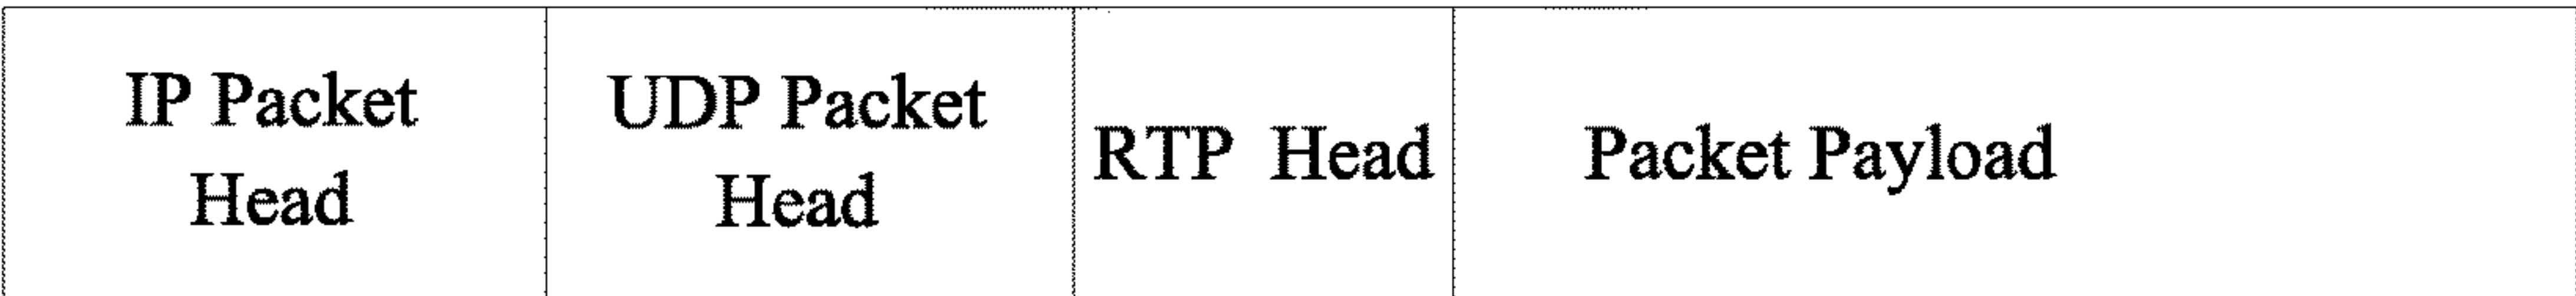 IP Packet
Head
UDP Packet
Head
RTP Head
Packet Payload